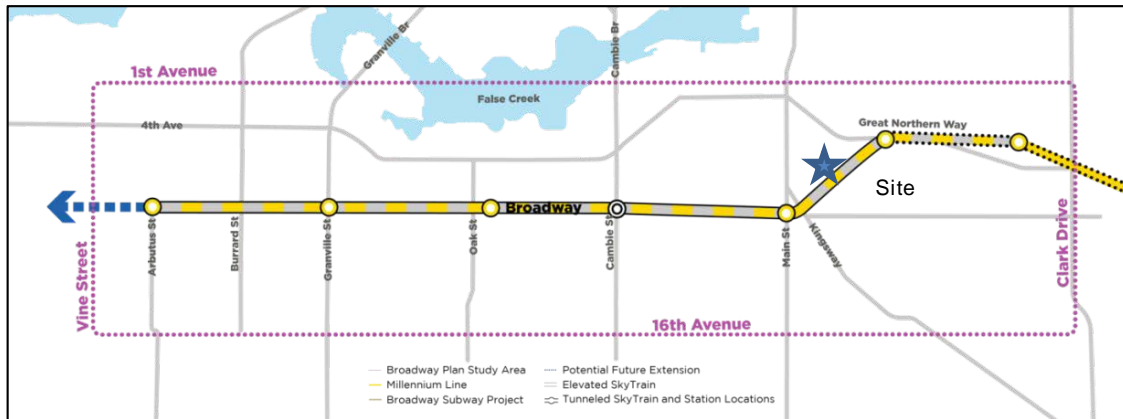 Granville Br
Cambie Br
1st Avenue
False Creek
4th Ave
Great Northern Way
Site
Broadway
Arbutus St
Burrard St
Granville St
Oak St
Cambie St
Main St
Kingsway
Vine Street
Clark Drive
16th Avenue
Broadway Plan Study Area
Millennium Line
Broadway Subway Project
Potential Future Extension
Elevated SkyTrain
Tunneled SkyTrain and Station Locations